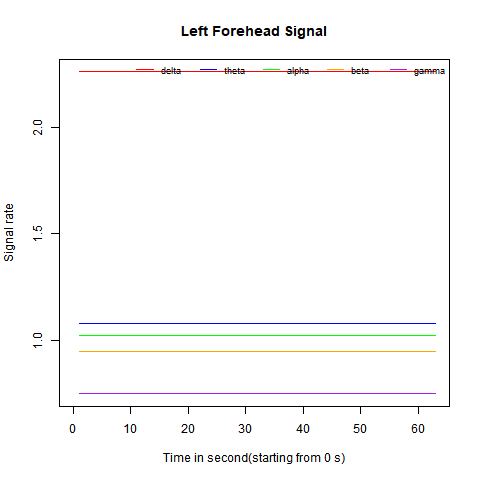 Left Forehead Signal
delta theta alpha beta gamma
2.0
1.5
1.0
Signal rate
0 10 20 30 40 50 60
Time in second(starting from 0 s)